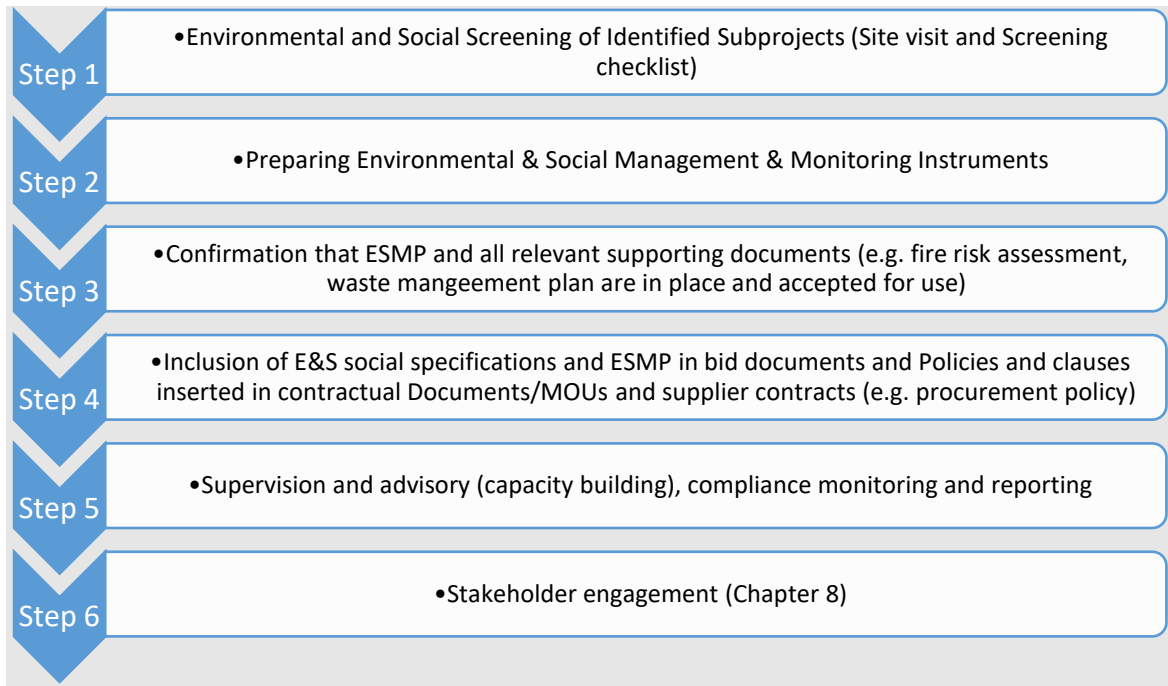 Step 1
•Environmental and Social Screening of Identified Subprojects (Site visit and Screening
checklist)
Step 2
•Preparing Environmental & Social Management & Monitoring Instruments
Step 3
•Confirmation that ESMP and all relevant supporting documents (e.g. fire risk assessment,
waste mangeement plan are in place and accepted for use)
Step 4
•Inclusion of E&S social specifications and ESMP in bid documents and Policies and clauses
inserted in contractual Documents/MOUs and supplier contracts (e.g. procurement policy)
Step 5
•Supervision and advisory (capacity building), compliance monitoring and reporting
Step 6
•Stakeholder engagement (Chapter 8)